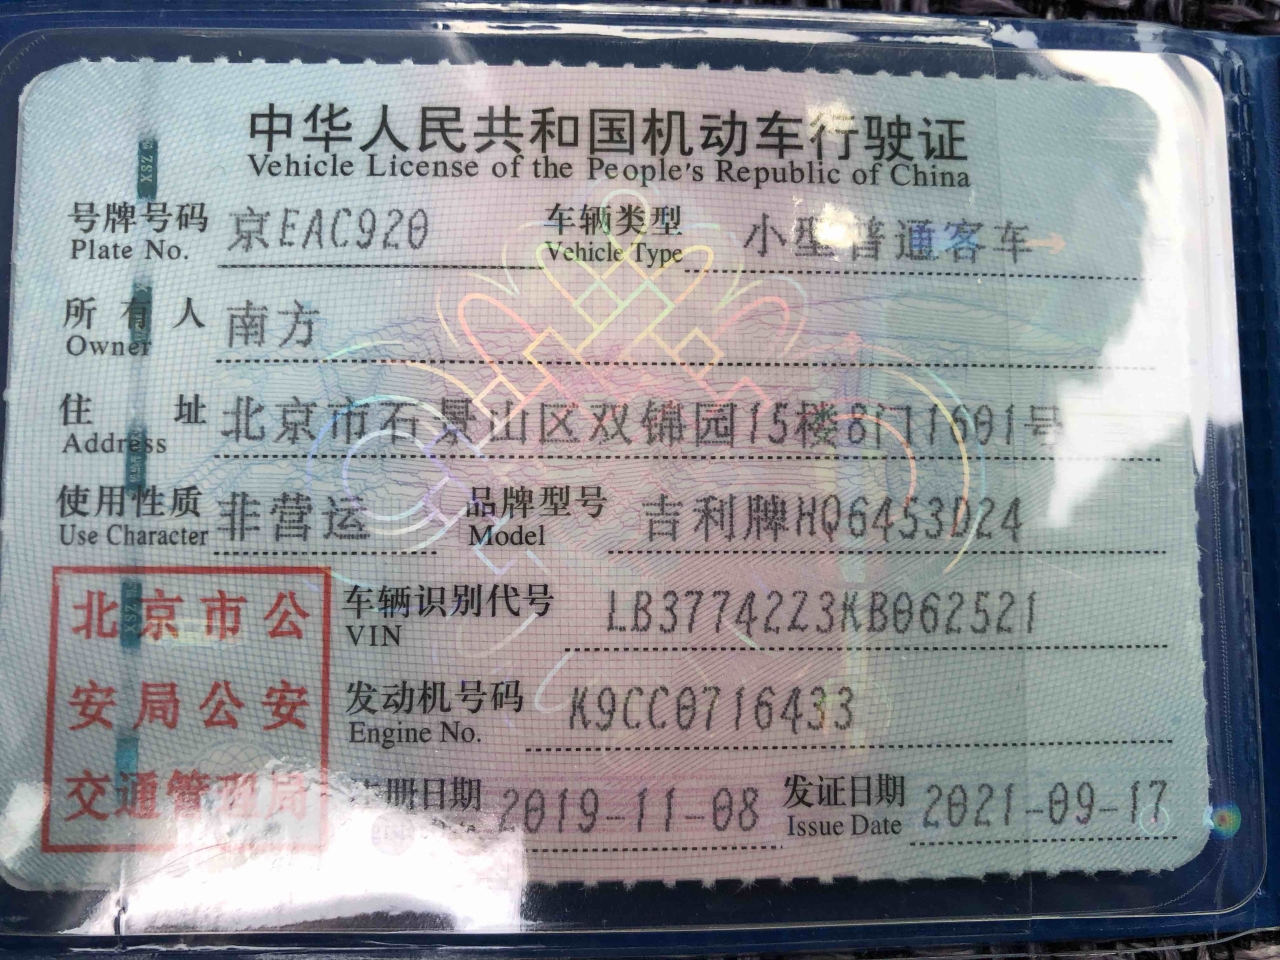 中华人民共和国机动车行驶证
Vehicle License of the People's Republic of China
号牌号码 京EAC920 车辆类型 小型普通客车
Plate No. Vehicle Type
所有人 南方
Owner
住址 北京市石景山区双锦园15楼8门1601号
Address
使用性质 非营运 品牌型号 吉利牌HQ6453D24
Use Character Model
北京市公
安局公安
交通管理局
车辆识别代号 LB37742Z3KB062521
VIN
发动机号码 K9CC0716433
Engine No.
册日期 2019-11-08 发证日期 2021-09-17
Issue Date